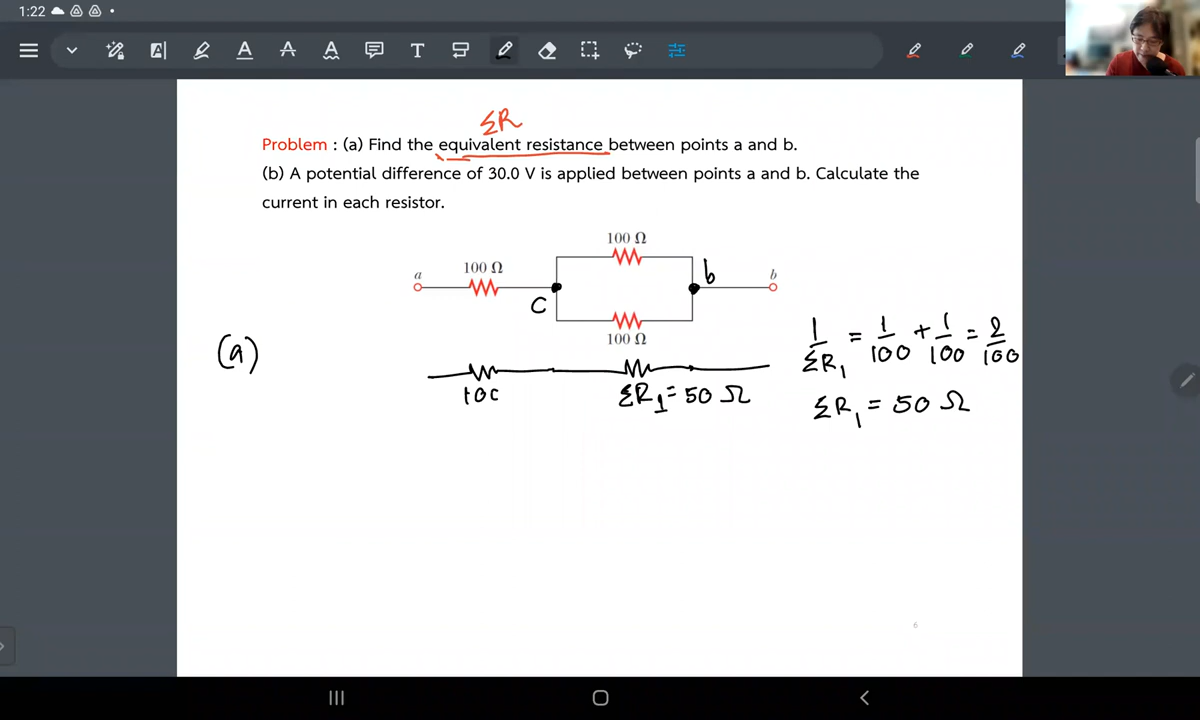 1:22
A
A
A
A
T
ΣR
Problem : (a) Find the equivalent resistance between points a and b.
(b) A potential difference of 30.0 V is applied between points a and b. Calculate the
current in each resistor.
100 Ω
100 Ω
a
b
b
C
100 Ω
(a)
1/ΣR₁ = 1/100 + 1/100 = 2/100
10c
ΣR₁ = 50 Ω
ΣR₁ = 50 Ω
6